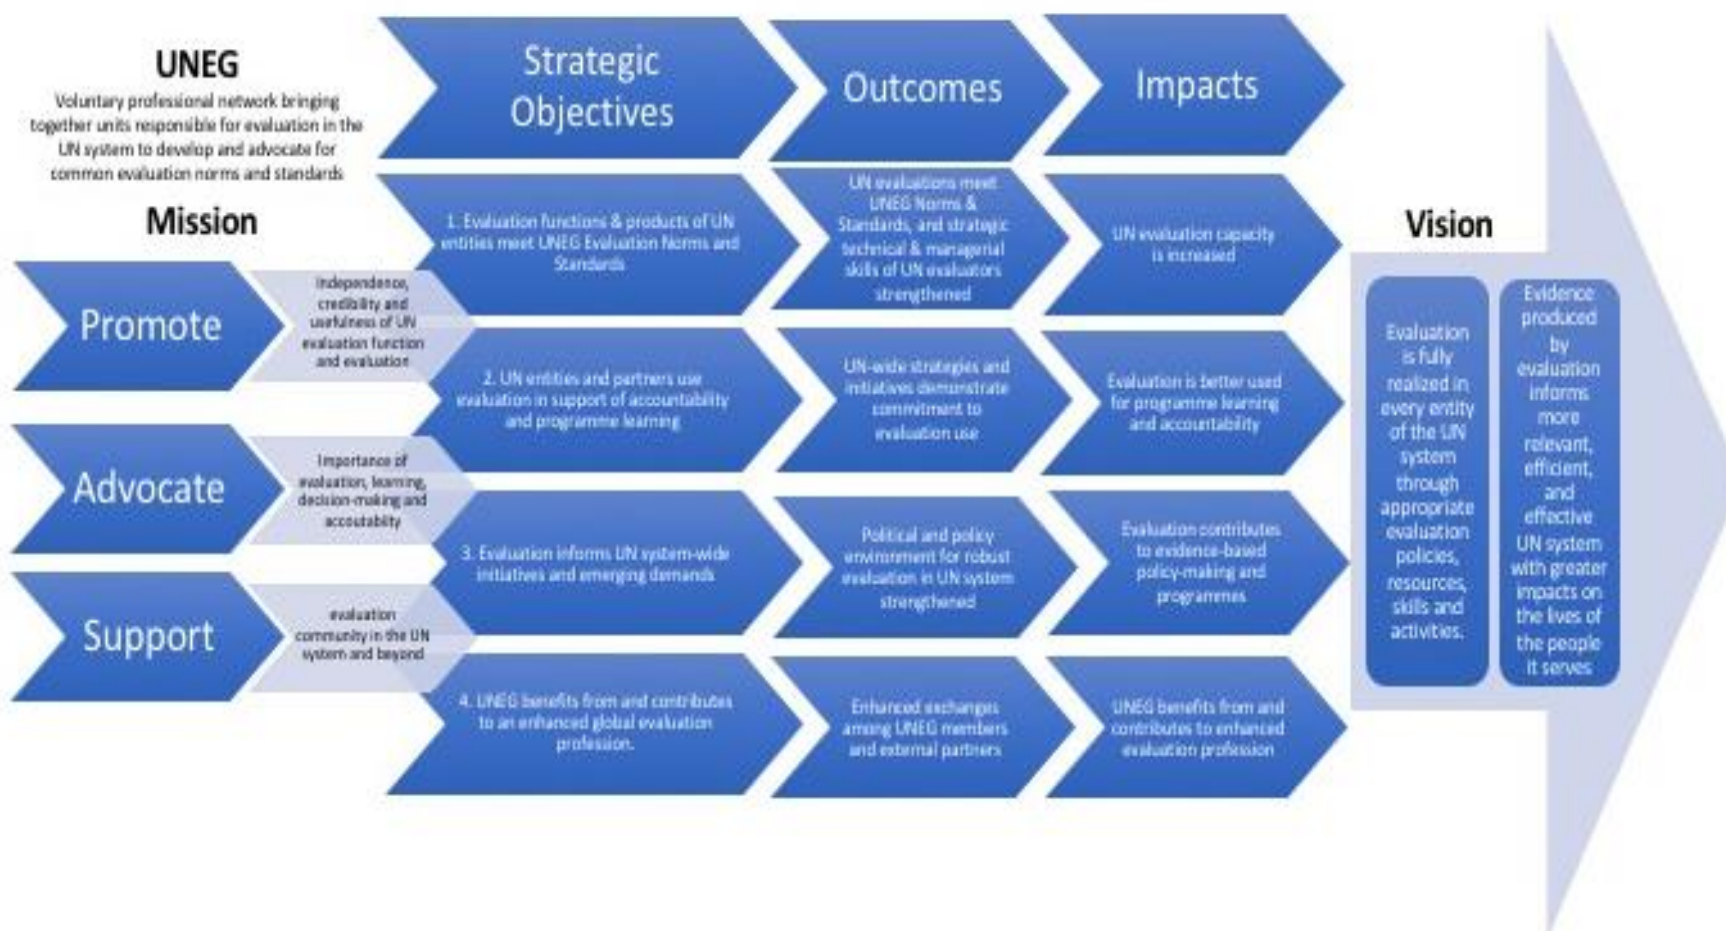 UNEG
Voluntary professional network bringing
together units responsible for evaluation in the
UN system to develop and advocate for
common evaluation norms and standards
Mission
Promote
Independence,
credibility and
usefulness of UN
evaluation function
and evaluation
Advocate
Importance of
evaluation, learning,
decision-making and
accoutablity
Support
evaluation
community in the UN
system and beyond
Strategic
Objectives
Outcomes
Impacts
1. Evaluation functions & products of UN
entities meet UNEG Evaluation Norms and
Standards
UN evaluations meet
UNEG Norms &
Standards, and strategic
technical & managerial
skills of UN evaluators
strengthened
UN evaluation capacity
is increased
2. UN entities and partners use
evaluation in support of accountability
and programme learning
UN-wide strategies and
initiatives demonstrate
commitment to
evaluation use
Evaluation is better used
for programme learning
and accountability
3. Evaluation informs UN system-wide
initiatives and emerging demands
Political and policy
environment for robust
evaluation in UN system
strengthened
Evaluation contributes
to evidence-based
policy-making and
programmes
4. UNEG benefits from and contributes
to an enhanced global evaluation
profession.
Enhanced exchanges
among UNEG members
and external partners
UNEG benefits from and
contributes to enhanced
evaluation profession
Vision
Evaluation
is fully
realized in
every entity
of the UN
system
through
appropriate
evaluation
policies,
resources,
skills and
activities.
Evidence
produced
by
evaluation
informs
more
relevant,
efficient,
and
effective
UN system
with greater
impacts on
the lives of
the people
it serves